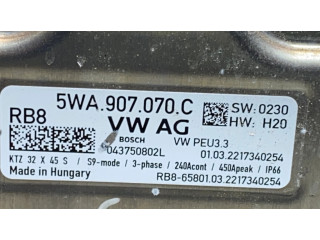 5WA.907.070.C
RB8
VW AG
SW:0230
HW: H20
BOSCH
VW PEU3.3
043750802L
01.03.2217340254
KTZ 32 X 45 S / S9-mode / 3-phase / 240Acont / 450Apeak / IP66
Made in Hungary
RB8-65801.03.2217340254